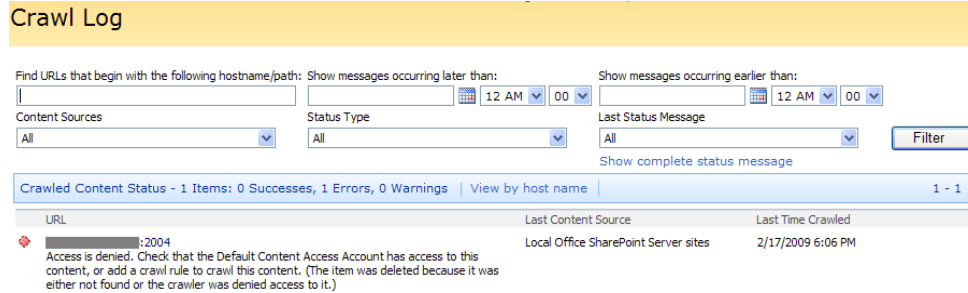 Crawl Log
Find URLs that begin with the following hostname/path: Show messages occurring later than: Show messages occurring earlier than:
12 AM 00 12 AM 00
Content Sources Status Type Last Status Message
All All All Filter
Show complete status message
Crawled Content Status - 1 Items: 0 Successes, 1 Errors, 0 Warnings | View by host name | 1 - 1
URL Last Content Source Last Time Crawled
:2004 Local Office SharePoint Server sites 2/17/2009 6:06 PM
Access is denied. Check that the Default Content Access Account has access to this
content, or add a crawl rule to crawl this content. (The item was deleted because it was
either not found or the crawler was denied access to it.)